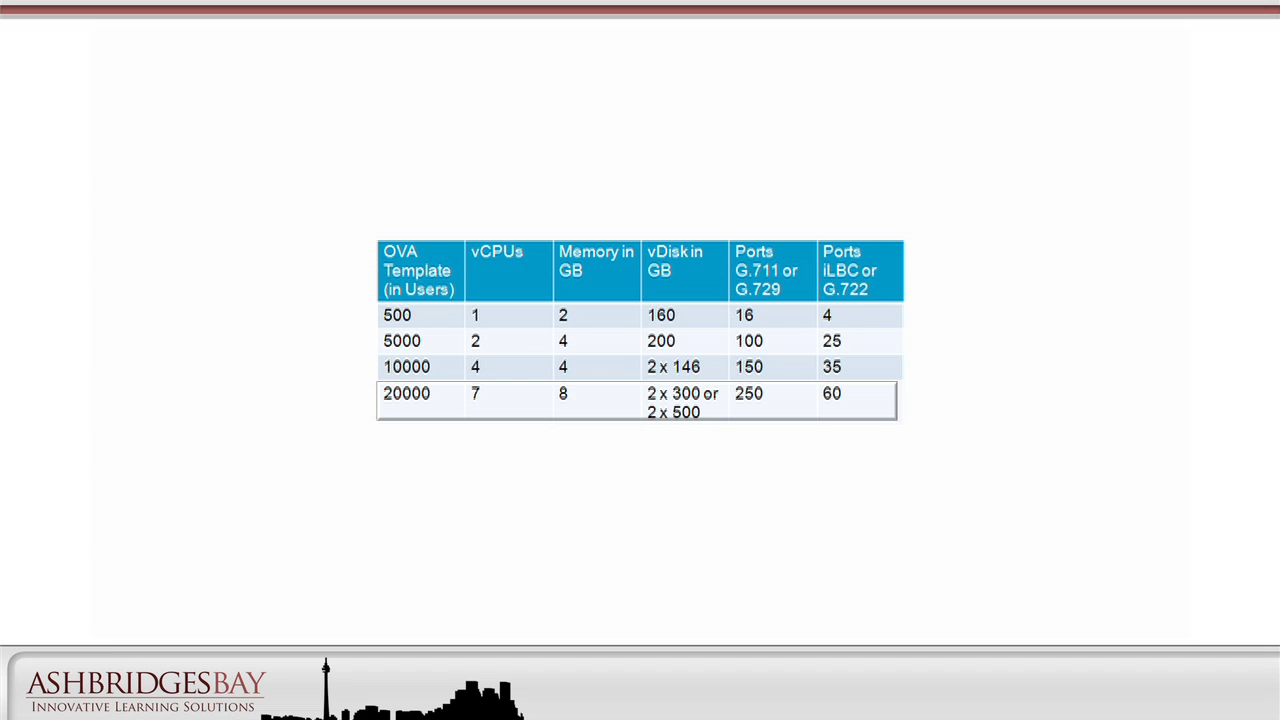 OVA Template (in Users) vCPUs Memory in GB vDisk in GB Ports G.711 or G.729 Ports iLBC or G.722
500 1 2 160 16 4
5000 2 4 200 100 25
10000 4 4 2 x 146 150 35
20000 7 8 2 x 300 or 2 x 500 250 60
ASHBRIDGESBAY
INNOVATIVE LEARNING SOLUTIONS